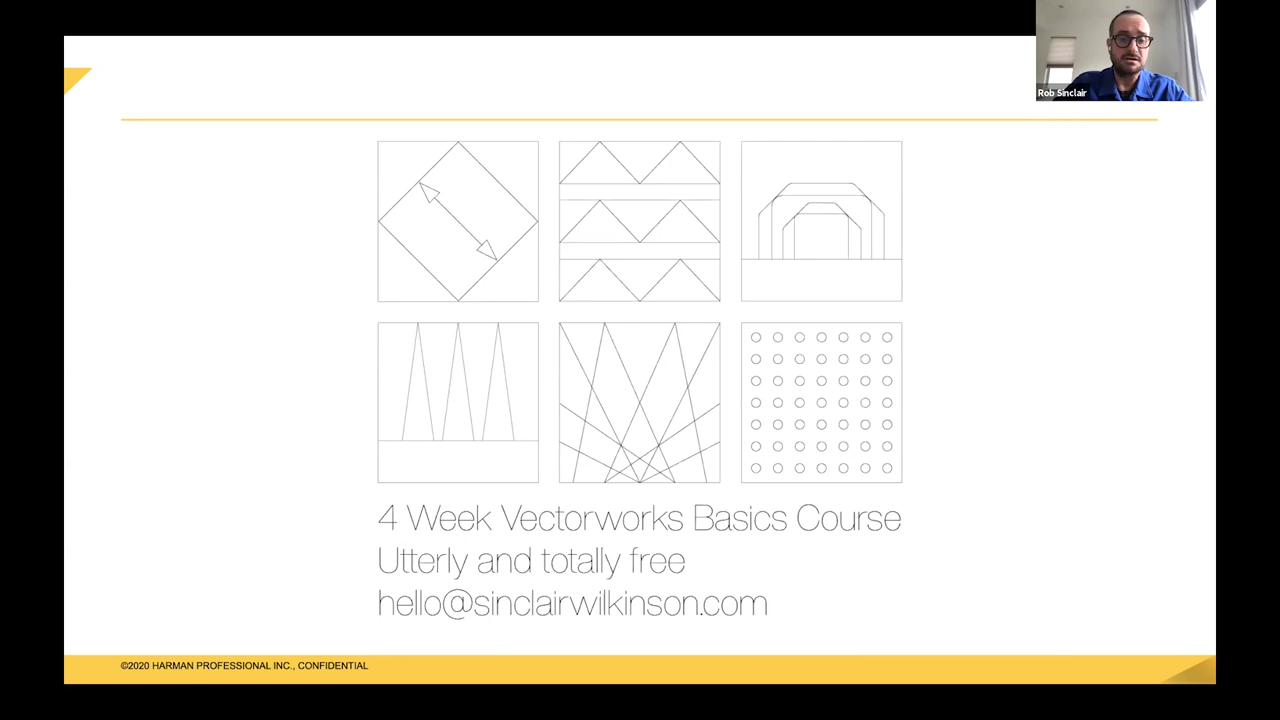 Rob Sinclair
4 Week Vectorworks Basics Course
Utterly and totally free
hello@sinclairwilkinson.com
©2020 HARMAN PROFESSIONAL INC., CONFIDENTIAL